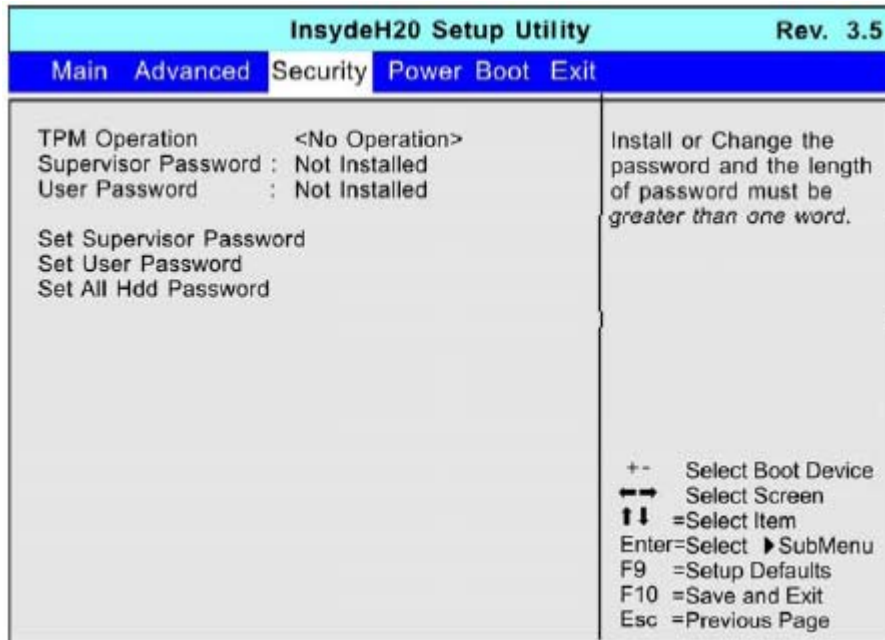 InsydeH20 Setup Utility Rev. 3.5
Main Advanced Security Power Boot Exit
TPM Operation <No Operation>
Supervisor Password : Not Installed
User Password : Not Installed
Set Supervisor Password
Set User Password
Set All Hdd Password
Install or Change the
password and the length
of password must be
greater than one word.
+- Select Boot Device
←→ Select Screen
↑↓ =Select Item
Enter=Select ▶SubMenu
F9 =Setup Defaults
F10 =Save and Exit
Esc =Previous Page